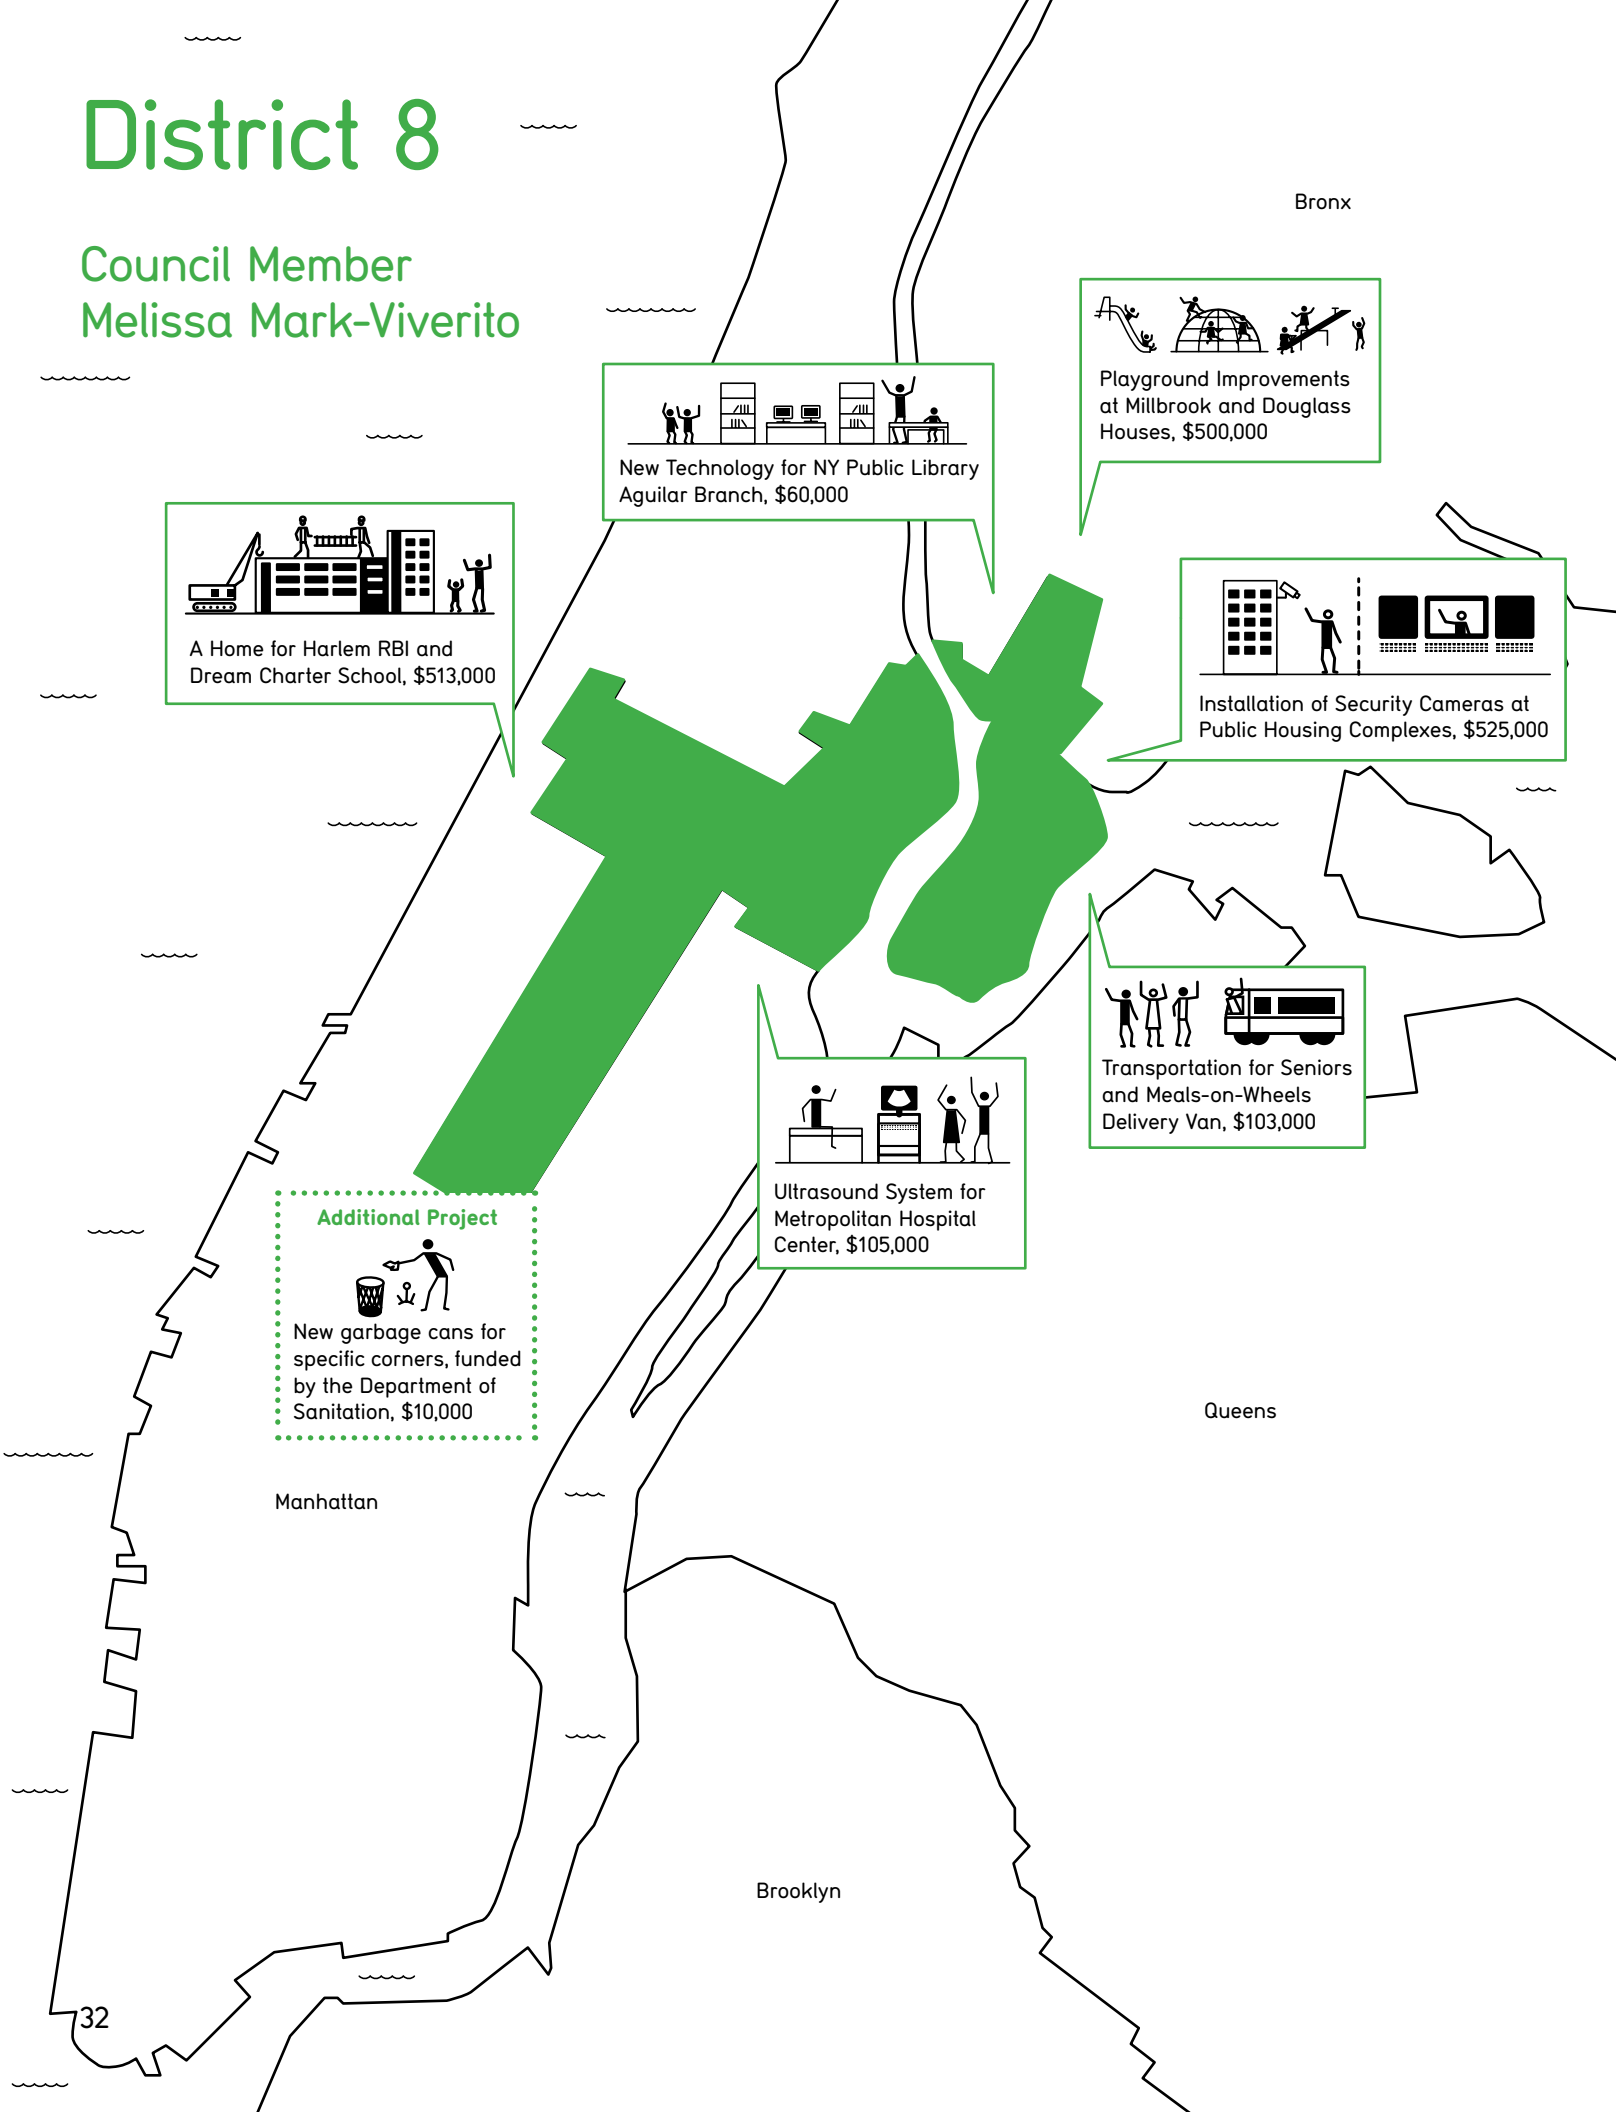 District 8
Council Member
Melissa Mark-Viverito
Bronx
Playground Improvements
at Millbrook and Douglass
Houses, $500,000
New Technology for NY Public Library
Aguilar Branch, $60,000
A Home for Harlem RBI and
Dream Charter School, $513,000
Installation of Security Cameras at
Public Housing Complexes, $525,000
Transportation for Seniors
and Meals-on-Wheels
Delivery Van, $103,000
Ultrasound System for
Metropolitan Hospital
Center, $105,000
Additional Project
New garbage cans for
specific corners, funded
by the Department of
Sanitation, $10,000
Queens
Manhattan
Brooklyn
32